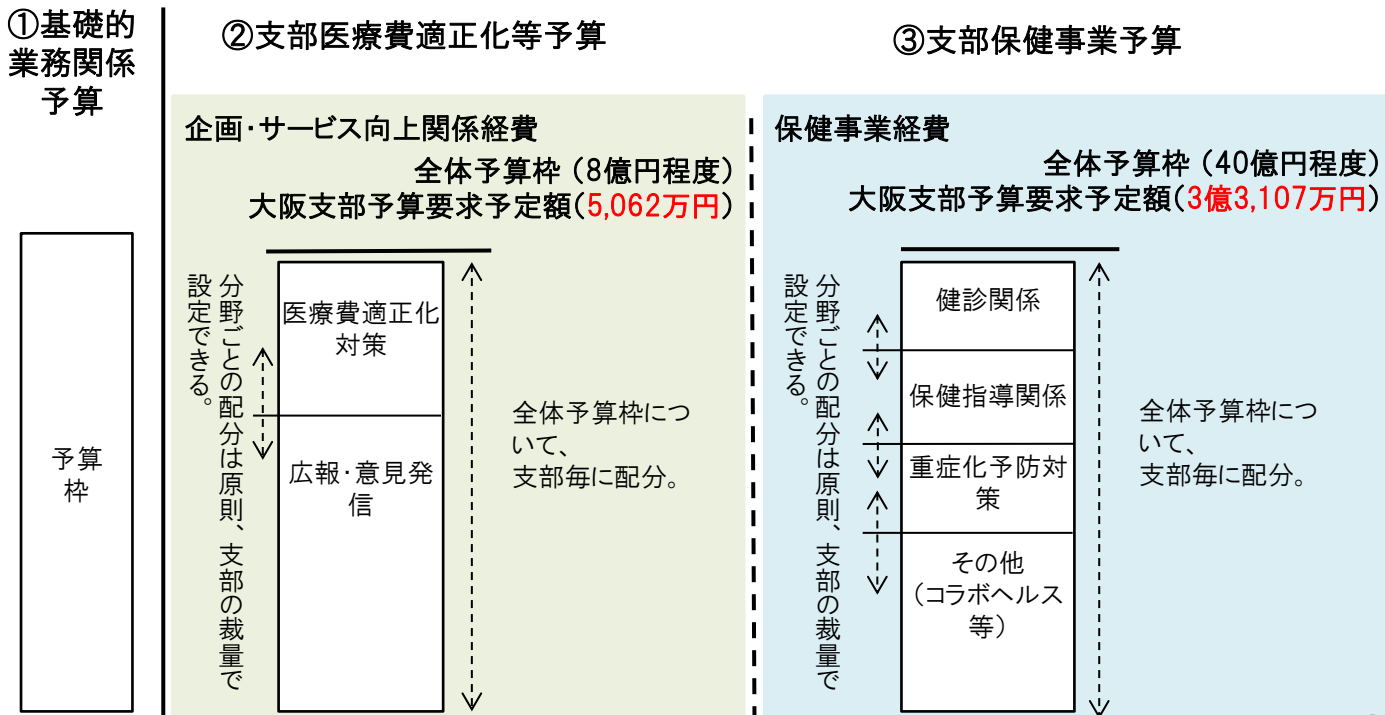 ①基礎的
業務関係
予算
予算
枠
②支部医療費適正化等予算
企画・サービス向上関係経費
全体予算枠（8億円程度）
大阪支部予算要求予定額（5,062万円）
分野ごとの配分は原則、支部の裁量で
設定できる。
医療費適正化
対策
広報・意見発
信
全体予算枠につ
いて、
支部毎に配分。
③支部保健事業予算
保健事業経費
全体予算枠（40億円程度）
大阪支部予算要求予定額（3億3,107万円）
分野ごとの配分は原則、支部の裁量で
設定できる。
健診関係
保健指導関係
重症化予防対
策
その他
（コラボヘルス
等）
全体予算枠につ
いて、
支部毎に配分。